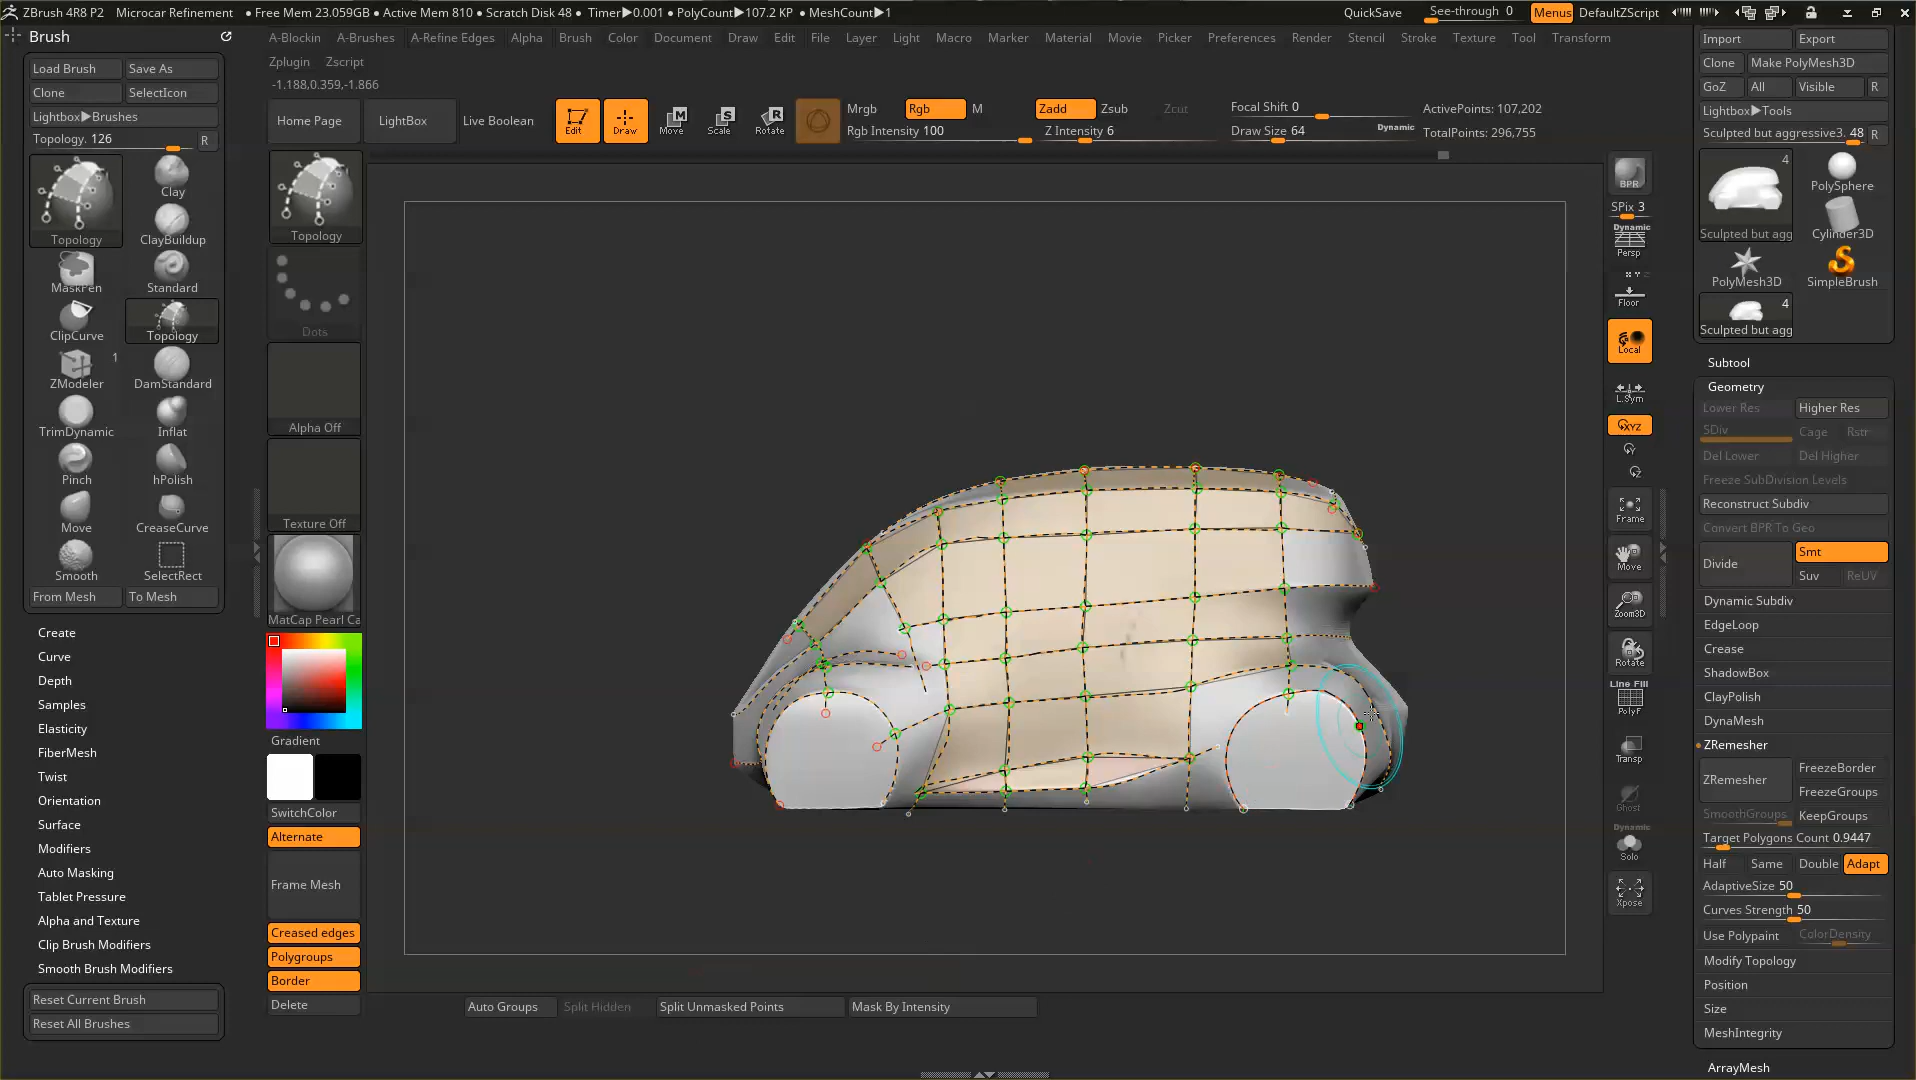 ZBrush 4R8 P2 Microcar Refinement • Free Mem 23.059GB • Active Mem 810 • Scratch Disk 48 • Timer▶0.001 • PolyCount▶107.2 KP • MeshCount▶1 QuickSave See-through 0 Menus DefaultZScript
Brush
A-Blockin A-Brushes A-Refine Edges Alpha Brush Color Document Draw Edit File Layer Light Macro Marker Material Movie Picker Preferences Render Stencil Stroke Texture Tool Transform
Zplugin Zscript
-1.188,0.359,-1.866
Load Brush Save As
Clone SelectIcon
Lightbox▶Brushes
Topology. 126 R
Topology
Clay
ClayBuildup
MaskPen Standard
ClipCurve Topology
1
ZModeler DamStandard
TrimDynamic Inflat
Pinch hPolish
Move CreaseCurve
Smooth SelectRect
From Mesh To Mesh
Create
Curve
Depth
Samples
Elasticity
FiberMesh
Twist
Orientation
Surface
Modifiers
Auto Masking
Tablet Pressure
Alpha and Texture
Clip Brush Modifiers
Smooth Brush Modifiers
Reset Current Brush
Reset All Brushes
Home Page LightBox Live Boolean
Edit Draw Move Scale Rotate
M S R
Mrgb Rgb M
Rgb Intensity 100
Zadd Zsub Zcut
Z Intensity 6
Focal Shift 0
Draw Size 64 Dynamic
ActivePoints: 107,202
TotalPoints: 296,755
Topology
Dots
Alpha Off
Texture Off
MatCap Pearl Ca
Gradient
SwitchColor
Alternate
Frame Mesh
Creased edges
Polygroups
Border
Delete
Auto Groups Split Hidden Split Unmasked Points Mask By Intensity
BPR
SPix 3
Dynamic
Persp
Floor
Local
L.Sym
XYZ
Frame
Move
Zoom3D
Rotate
Line Fill
PolyF
Transp
Ghost
Dynamic
Solo
Xpose
Import Export
Clone Make PolyMesh3D
GoZ All Visible R
Lightbox▶Tools
Sculpted but aggressive3. 48 R
4
Sculpted but agg
PolySphere
Cylinder3D
PolyMesh3D SimpleBrush
4
Sculpted but agg
Subtool
Geometry
Lower Res Higher Res
SDiv Cage Rstr
Del Lower Del Higher
Freeze SubDivision Levels
Reconstruct Subdiv
Convert BPR To Geo
Divide Smt
Suv ReUV
Dynamic Subdiv
EdgeLoop
Crease
ShadowBox
ClayPolish
DynaMesh
ZRemesher
ZRemesher FreezeBorder
FreezeGroups
SmoothGroups KeepGroups
Target Polygons Count 0.9447
Half Same Double Adapt
AdaptiveSize 50
Curves Strength 50
Use Polypaint ColorDensity
Modify Topology
Position
Size
MeshIntegrity
ArrayMesh